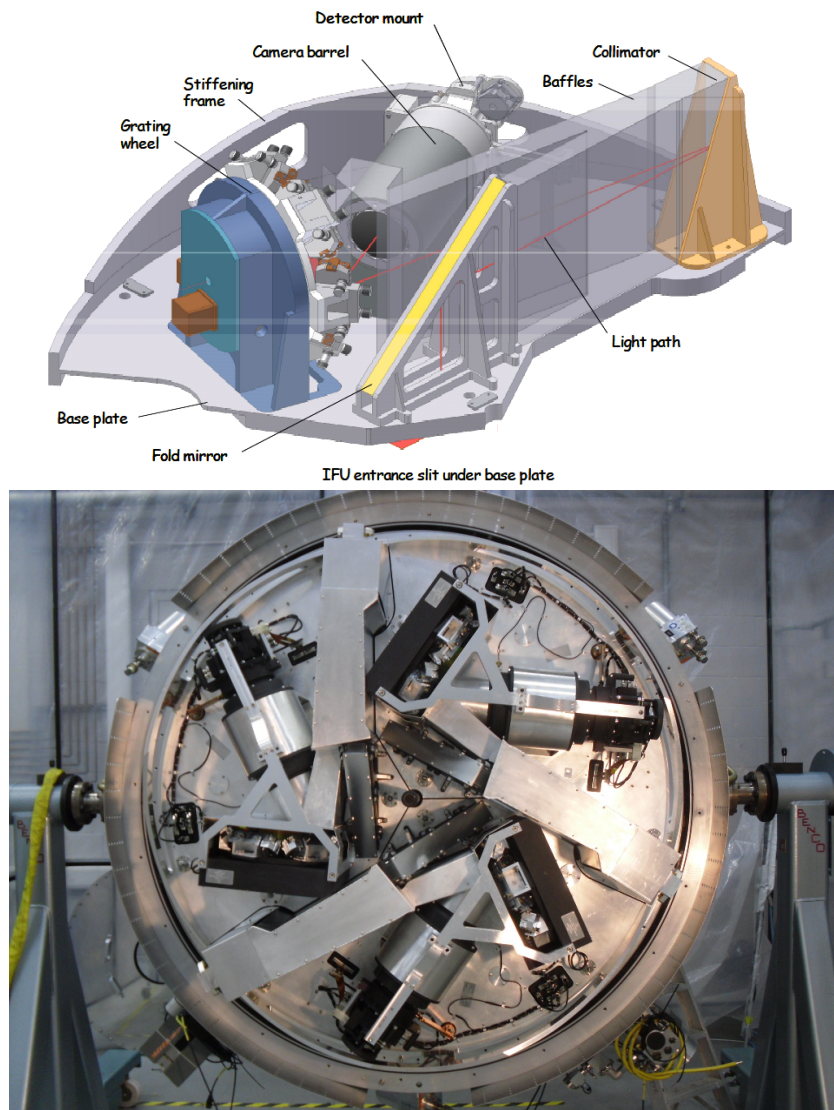 Detector mount
Camera barrel
Collimator
Baffles
Stiffening
frame
Grating
wheel
Light path
Base plate
Fold mirror
IFU entrance slit under base plate